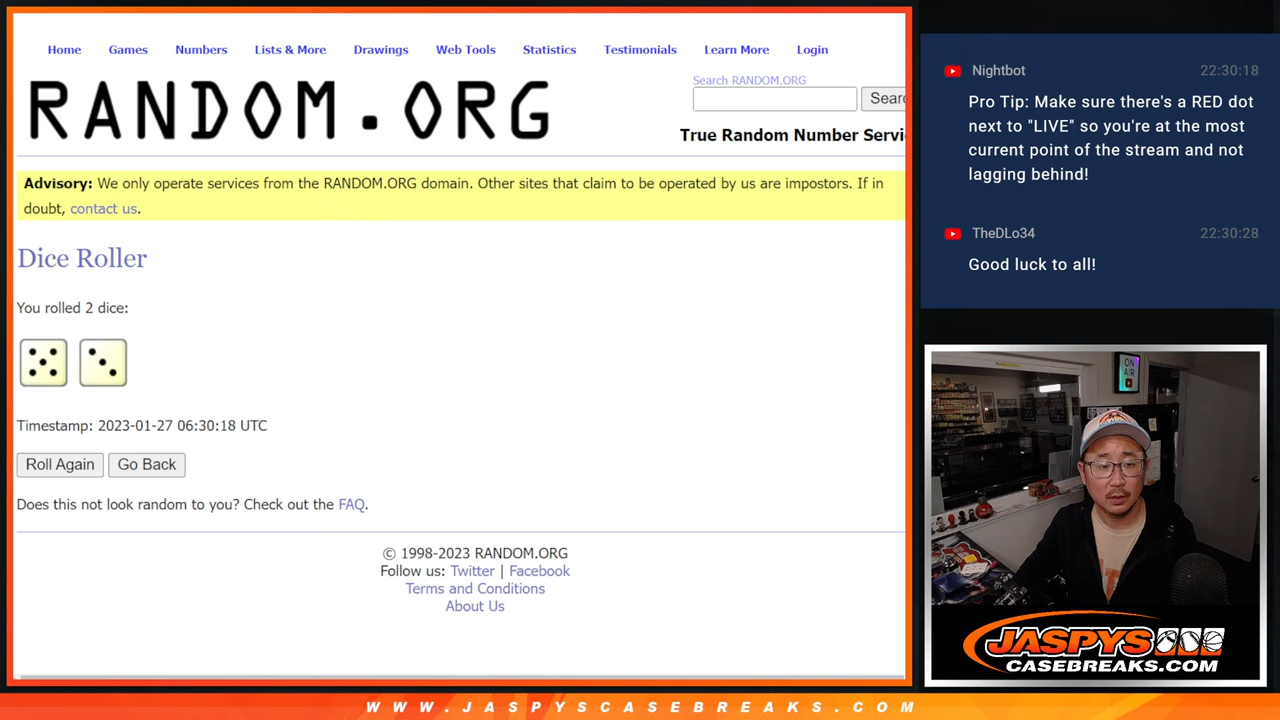 Home Games Numbers Lists & More Drawings Web Tools Statistics Testimonials Learn More Login
RANDOM.ORG
Search RANDOM.ORG
Searc
True Random Number Servi
Advisory: We only operate services from the RANDOM.ORG domain. Other sites that claim to be operated by us are impostors. If in
doubt, contact us.
Dice Roller
You rolled 2 dice:
Timestamp: 2023-01-27 06:30:18 UTC
Roll Again Go Back
Does this not look random to you? Check out the FAQ.
© 1998-2023 RANDOM.ORG
Follow us: Twitter | Facebook
Terms and Conditions
About Us
Nightbot 22:30:18
Pro Tip: Make sure there's a RED dot
next to "LIVE" so you're at the most
current point of the stream and not
lagging behind!
TheDLo34 22:30:28
Good luck to all!
ON
AIR
JASPYS
CASEBREAKS.COM
WWW.JASPYSCASEBREAKS.COM